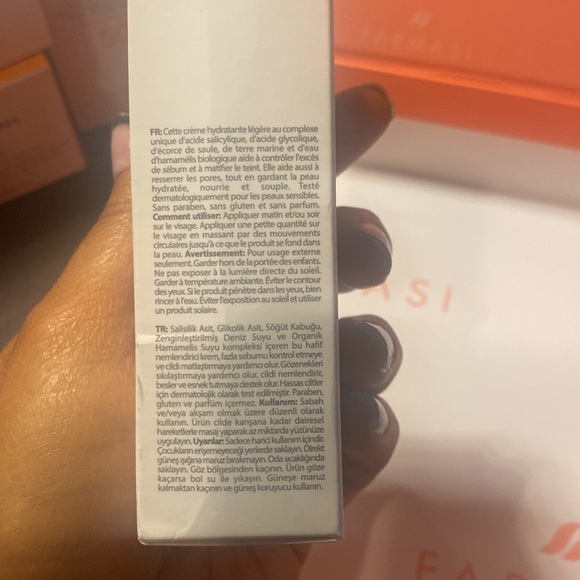 FARMASI
FR: Cette crème hydratante légère au complexe
unique d'acide salicylique, d'acide glycolique,
d'écorce de saule, de terre marine et d'eau
d'hamamélis biologique aide à contrôler l'excès
de sébum et à matifier le teint. Elle aide aussi à
resserrer les pores, tout en gardant la peau
hydratée, nourrie et souple. Testé
dermatologiquement pour les peaux sensibles.
Sans paraben, sans gluten et sans parfum.
Comment utiliser: Appliquer matin et/ou soir
sur le visage. Appliquer une petite quantité sur
le visage en massant par des mouvements
circulaires jusqu'à ce que le produit se fond dans
la peau. Avertissement: Pour usage externe
seulement. Garder hors de la portée des enfants.
Ne pas exposer à la lumière directe du soleil.
Garder à température ambiante. Éviter le contour
des yeux. Si le produit pénètre dans les yeux, bien
rincer à l'eau. Éviter l'exposition au soleil et utiliser
un produit solaire.
TR: Salisilik Asit, Glikolik Asit, Söğüt Kabuğu,
Zenginleştirilmiş Deniz Suyu ve Organik
Hamamelis Suyu kompleksi içeren bu hafif
nemlendirici krem, fazla sebumu kontrol etmeye
ve cildi matlaştırmaya yardımcı olur. Gözenekleri
sıkılaştırmaya yardımcı olur, cildi nemlendirir,
besler ve esnek tutmaya destek olur. Hassas ciltler
için dermatolojik olarak test edilmiştir. Paraben,
gluten ve parfüm içermez. Kullanım: Sabah
ve/veya akşam olmak üzere düzenli olarak
kullanın. Ürün cilde karışana kadar dairesel
hareketlerle masaj yaparak az miktarda yüzünüze
uygulayın. Uyarılar: Sadece harici kullanım içindir.
Çocukların erişemeyeceği yerlerde saklayın. Direkt
güneş ışığına maruz bırakmayın. Oda sıcaklığında
saklayın. Göz bölgesinden kaçının. Ürün göze
kaçarsa bol su ile yıkayın. Güneşe maruz
kalmaktan kaçının ve güneş koruyucu kullanın.
ASI
FARMASI